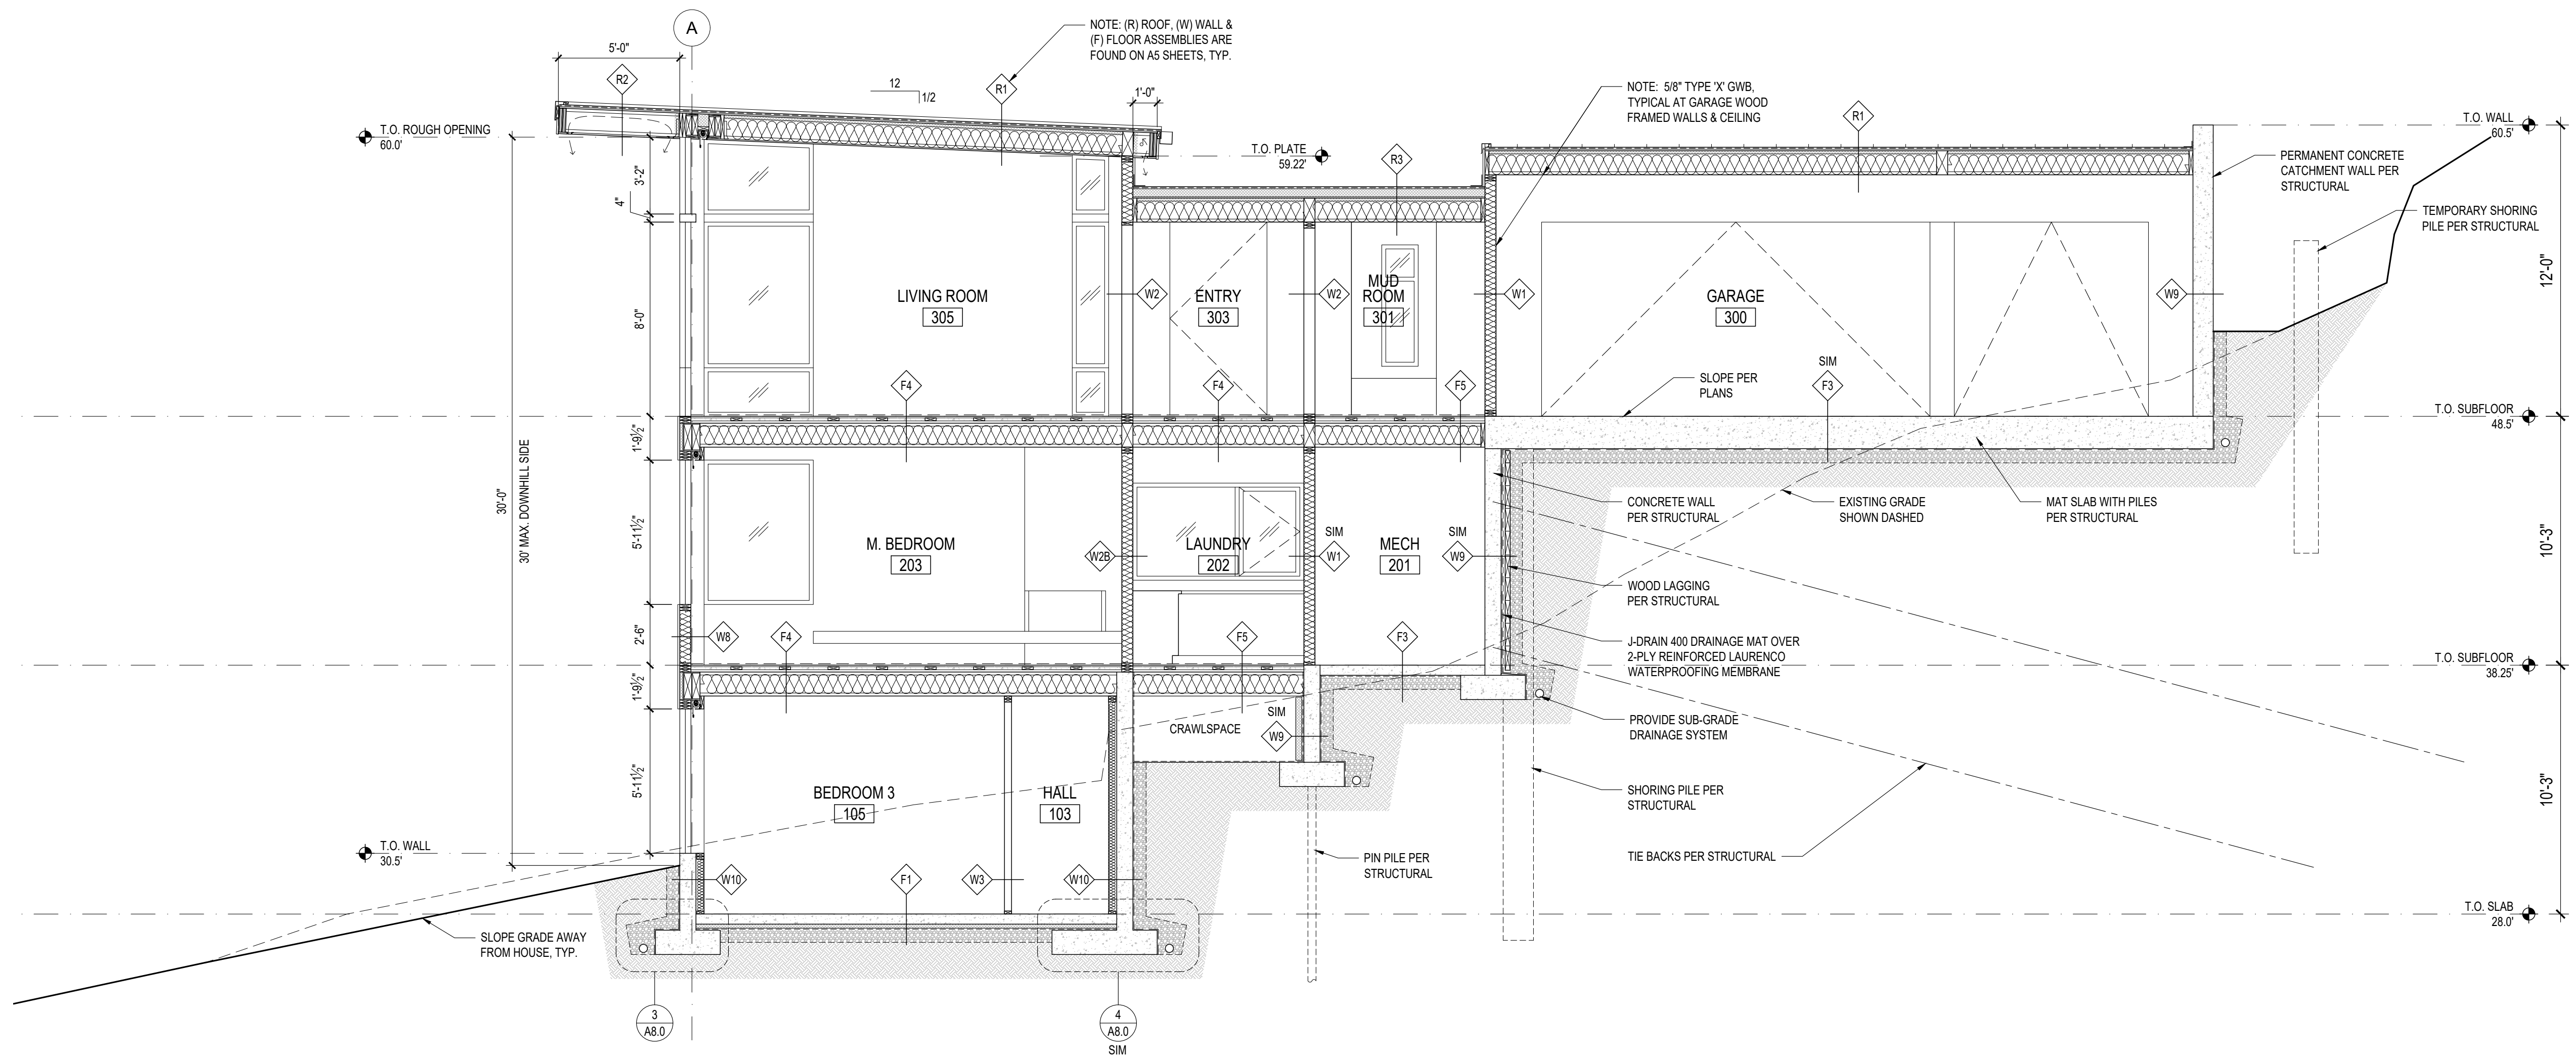 A
NOTE: (R) ROOF, (W) WALL &
(F) FLOOR ASSEMBLIES ARE
FOUND ON A5 SHEETS, TYP.
5'-0"
R2
12
1/2
R1
1'-0"
NOTE: 5/8" TYPE 'X' GWB,
TYPICAL AT GARAGE WOOD
FRAMED WALLS & CEILING
R1
T.O. ROUGH OPENING
60.0'
T.O. WALL
60.5'
T.O. PLATE
59.22'
R3
PERMANENT CONCRETE
CATCHMENT WALL PER
STRUCTURAL
TEMPORARY SHORING
PILE PER STRUCTURAL
3'-2"
4"
8'-0"
12'-0"
LIVING ROOM
305
W2
ENTRY
303
W2
MUD
ROOM
301
W1
GARAGE
300
W9
F4
F4
F5
SLOPE PER
PLANS
SIM
F3
T.O. SUBFLOOR
48.5'
1'-9½"
30'-0"
30' MAX. DOWNHILL SIDE
5'-11½"
10'-3"
CONCRETE WALL
PER STRUCTURAL
EXISTING GRADE
SHOWN DASHED
MAT SLAB WITH PILES
PER STRUCTURAL
M. BEDROOM
203
W2B
LAUNDRY
202
SIM
W1
MECH
201
SIM
W9
WOOD LAGGING
PER STRUCTURAL
2'-6"
W8
F4
F5
F3
J-DRAIN 400 DRAINAGE MAT OVER
2-PLY REINFORCED LAURENCO
WATERPROOFING MEMBRANE
T.O. SUBFLOOR
38.25'
1'-9½"
CRAWLSPACE
SIM
W9
PROVIDE SUB-GRADE
DRAINAGE SYSTEM
5'-11½"
10'-3"
BEDROOM 3
105
HALL
103
SHORING PILE PER
STRUCTURAL
T.O. WALL
30.5'
PIN PILE PER
STRUCTURAL
TIE BACKS PER STRUCTURAL
W10
F1
W3
W10
T.O. SLAB
28.0'
SLOPE GRADE AWAY
FROM HOUSE, TYP.
3
A8.0
4
A8.0
SIM